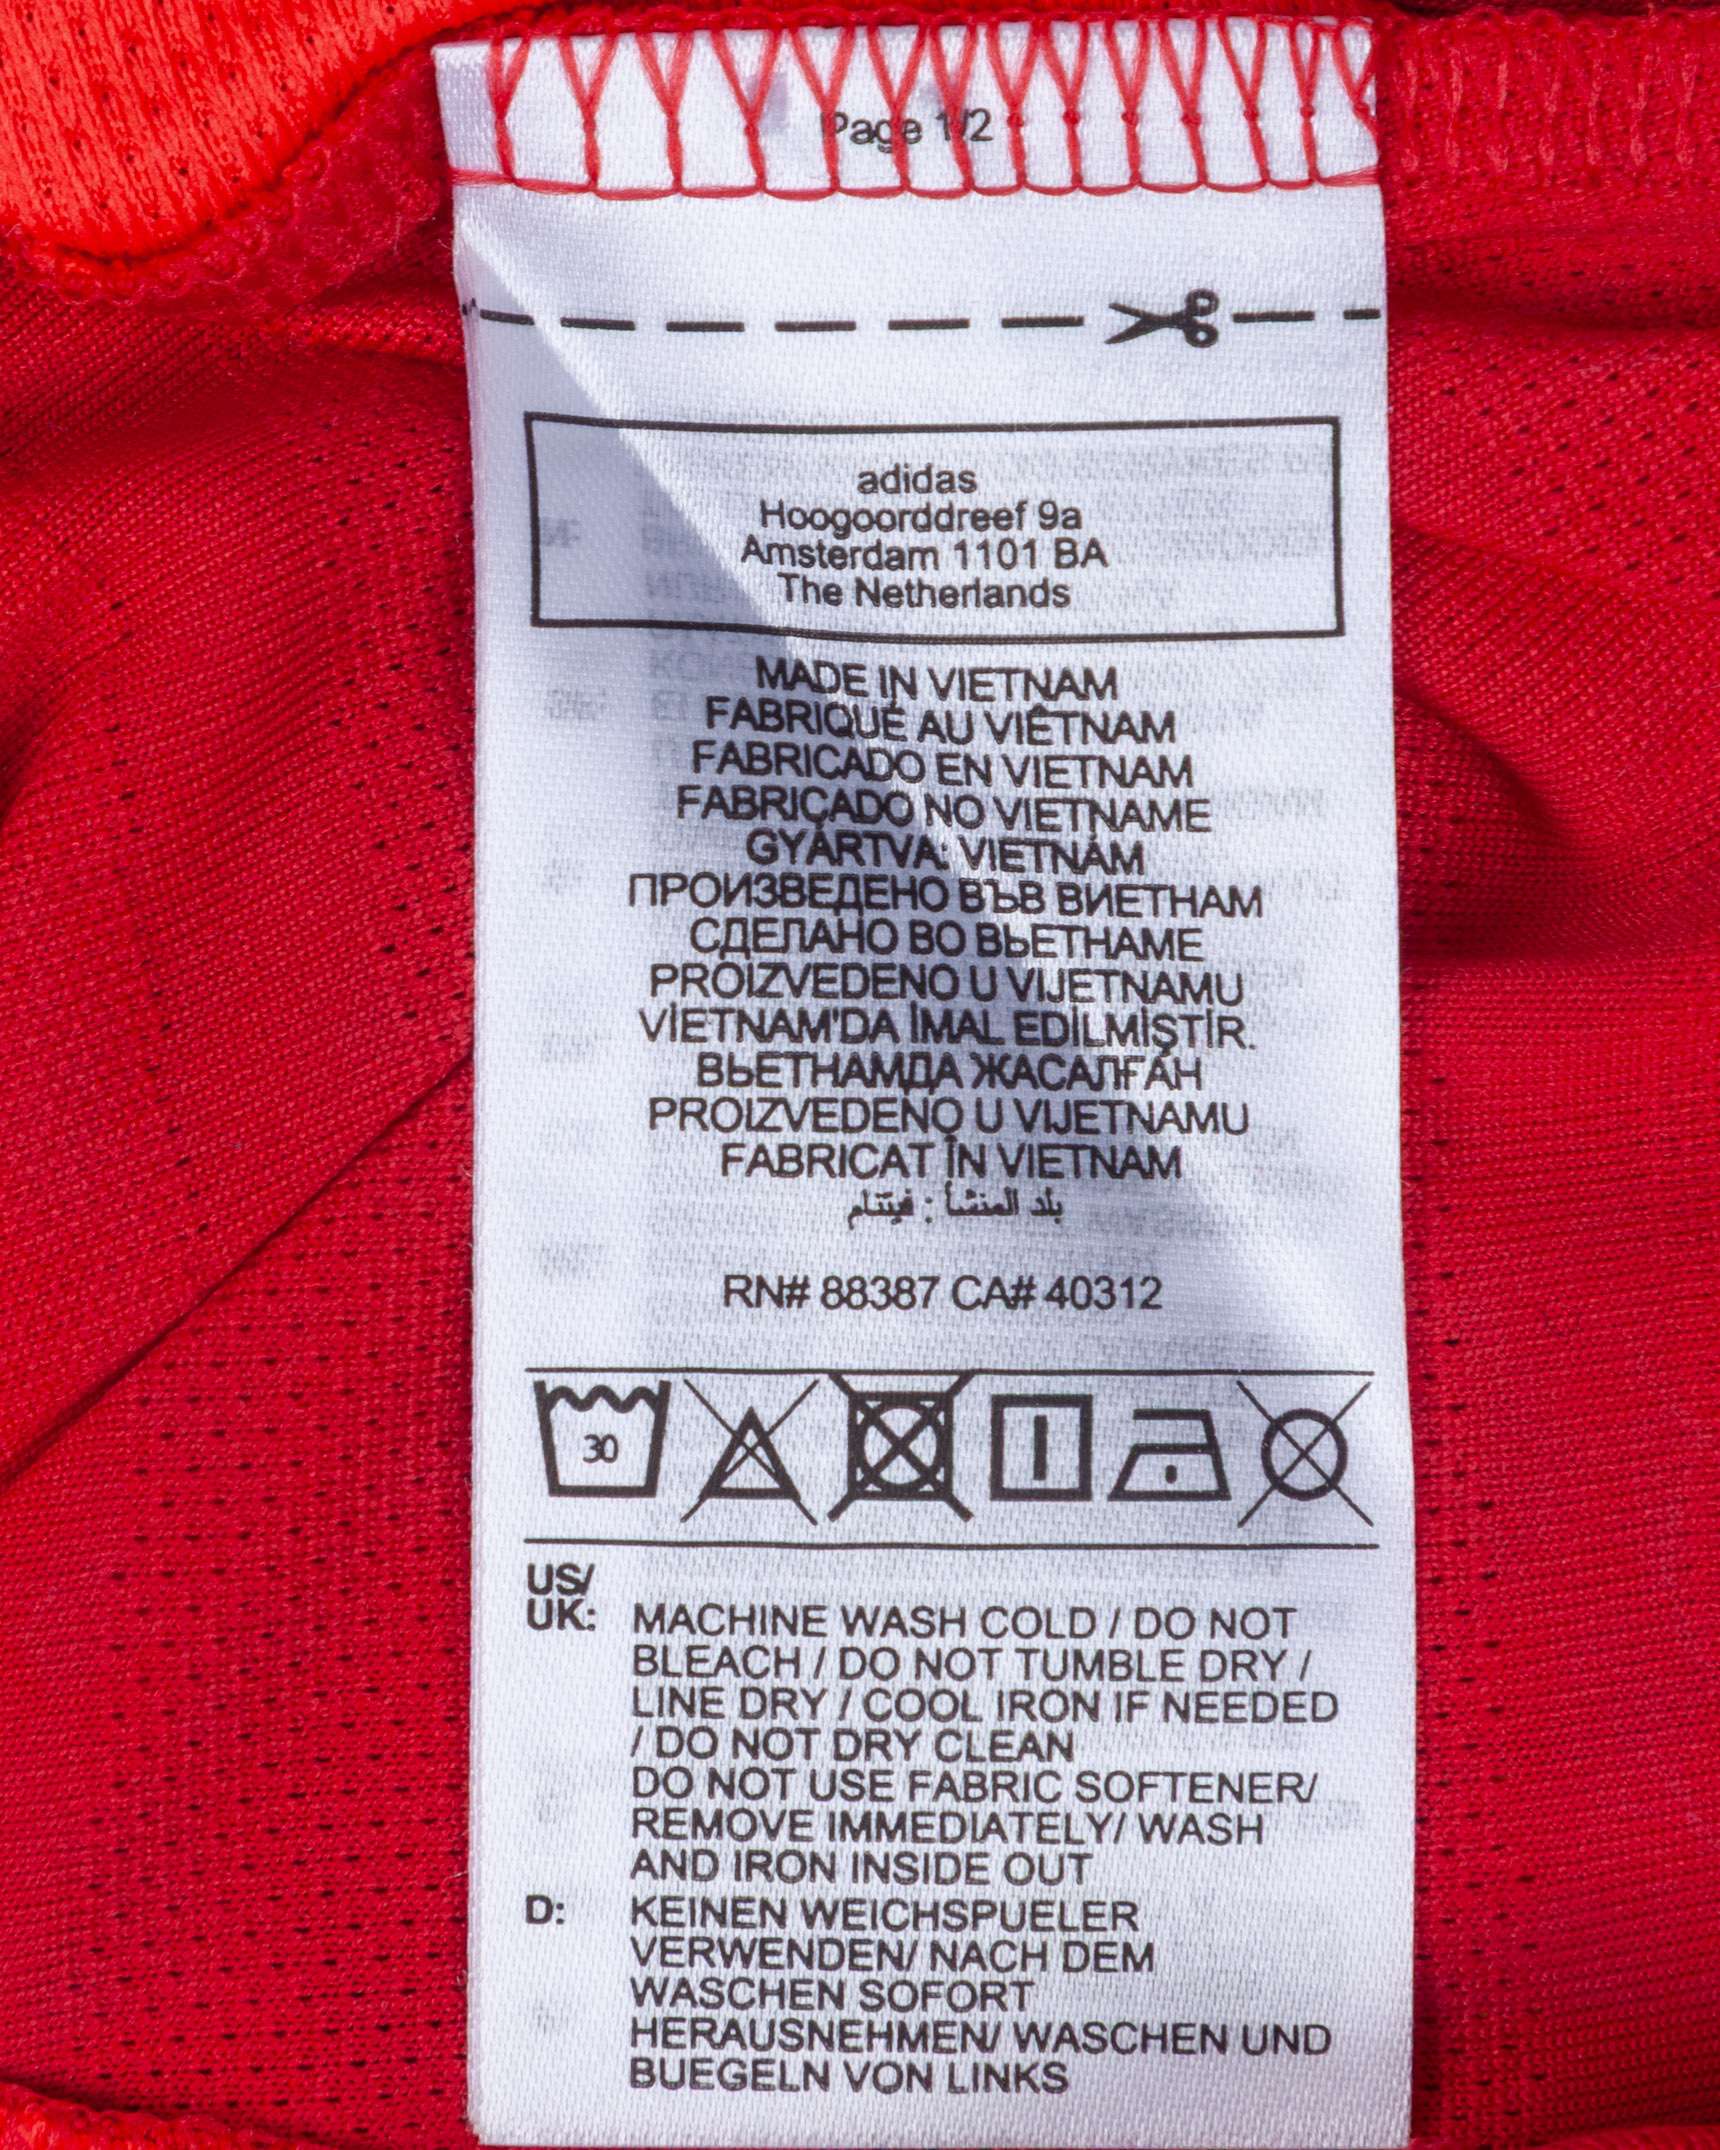 Page 1/2
adidas
Hoogoorddreef 9a
Amsterdam 1101 BA
The Netherlands
MADE IN VIETNAM
FABRIQUÉ AU VIÊTNAM
FABRICADO EN VIETNAM
FABRICADO NO VIETNAME
GYÁRTVA: VIETNÁM
ПРОИЗВЕДЕНО ВЪВ ВИЕТНАМ
СДЕЛАНО ВО ВЬЕТНАМЕ
PROIZVEDENO U VIJETNAMU
VİETNAM'DA İMAL EDİLMİŞTİR.
ВЬЕТНАМДА ЖАСАЛҒАН
PROIZVEDENO U VIJETNAMU
FABRICAT ÎN VIETNAM
بلد المنشأ : فيتنام
RN# 88387 CA# 40312
30
US/
UK: MACHINE WASH COLD / DO NOT
BLEACH / DO NOT TUMBLE DRY /
LINE DRY / COOL IRON IF NEEDED
/ DO NOT DRY CLEAN
DO NOT USE FABRIC SOFTENER/
REMOVE IMMEDIATELY/ WASH
AND IRON INSIDE OUT
D: KEINEN WEICHSPUELER
VERWENDEN/ NACH DEM
WASCHEN SOFORT
HERAUSNEHMEN/ WASCHEN UND
BUEGELN VON LINKS